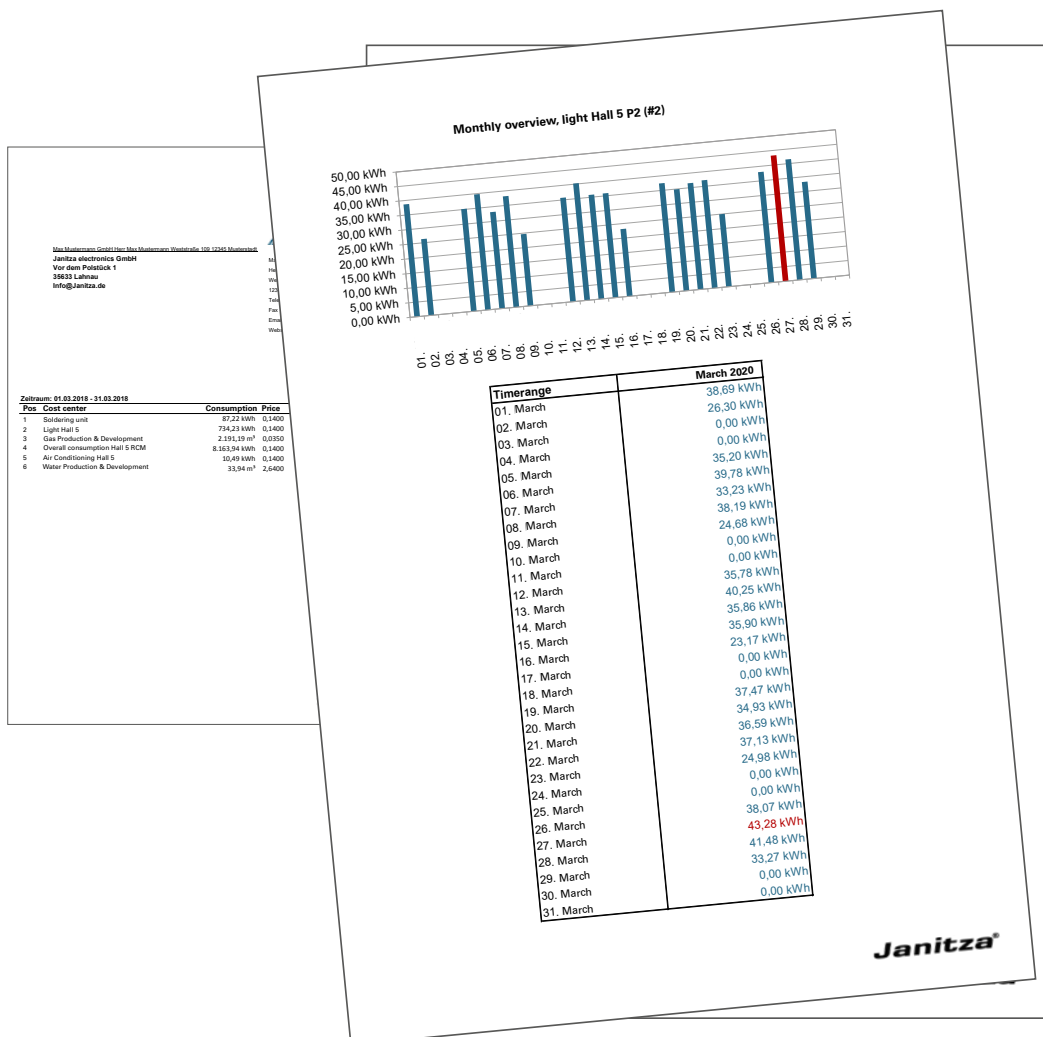 Max Mustermann GmbH Herr Max Mustermann Weststraße 109 12345 Musterstadt
Janitza electronics GmbH
Vor dem Polstück 1
35633 Lahnau
Info@Janitza.de
He
We
123
Tele
Fax
Ema
Zeitraum: 01.03.2018 - 31.03.2018
Pos Cost center Consumption Price
1 Soldering unit 87,22 kWh 0,1400
2 Light Hall 5 734,23 kWh 0,1400
3 Gas Production & Development 2.191,19 m³ 0,0350
4 Overall consumption Hall 5 RCM 8.163,94 kWh 0,1400
5 Air Conditioning Hall 5 10,49 kWh 0,1400
6 Water Production & Development 33,94 m³ 2,6400
Monthly overview, light Hall 5 P2 (#2)
50,00 kWh
45,00 kWh
40,00 kWh
35,00 kWh
30,00 kWh
25,00 kWh
20,00 kWh
15,00 kWh
10,00 kWh
5,00 kWh
0,00 kWh
01. 02. 03. 04. 05. 06. 07. 08. 09. 10. 11. 12. 13. 14. 15. 16. 17. 18. 19. 20. 21. 22. 23. 24. 25. 26. 27. 28. 29. 30. 31.
Timerange March 2020
01. March 38,69 kWh
02. March 26,30 kWh
03. March 0,00 kWh
04. March 0,00 kWh
05. March 35,20 kWh
06. March 39,78 kWh
07. March 33,23 kWh
08. March 38,19 kWh
09. March 24,68 kWh
10. March 0,00 kWh
11. March 0,00 kWh
12. March 35,78 kWh
13. March 40,25 kWh
14. March 35,86 kWh
15. March 35,90 kWh
16. March 23,17 kWh
17. March 0,00 kWh
18. March 0,00 kWh
19. March 37,47 kWh
20. March 34,93 kWh
21. March 36,59 kWh
22. March 37,13 kWh
23. March 24,98 kWh
24. March 0,00 kWh
25. March 0,00 kWh
26. March 38,07 kWh
27. March 43,28 kWh
28. March 41,48 kWh
29. March 33,27 kWh
30. March 0,00 kWh
31. March 0,00 kWh
Janitza®